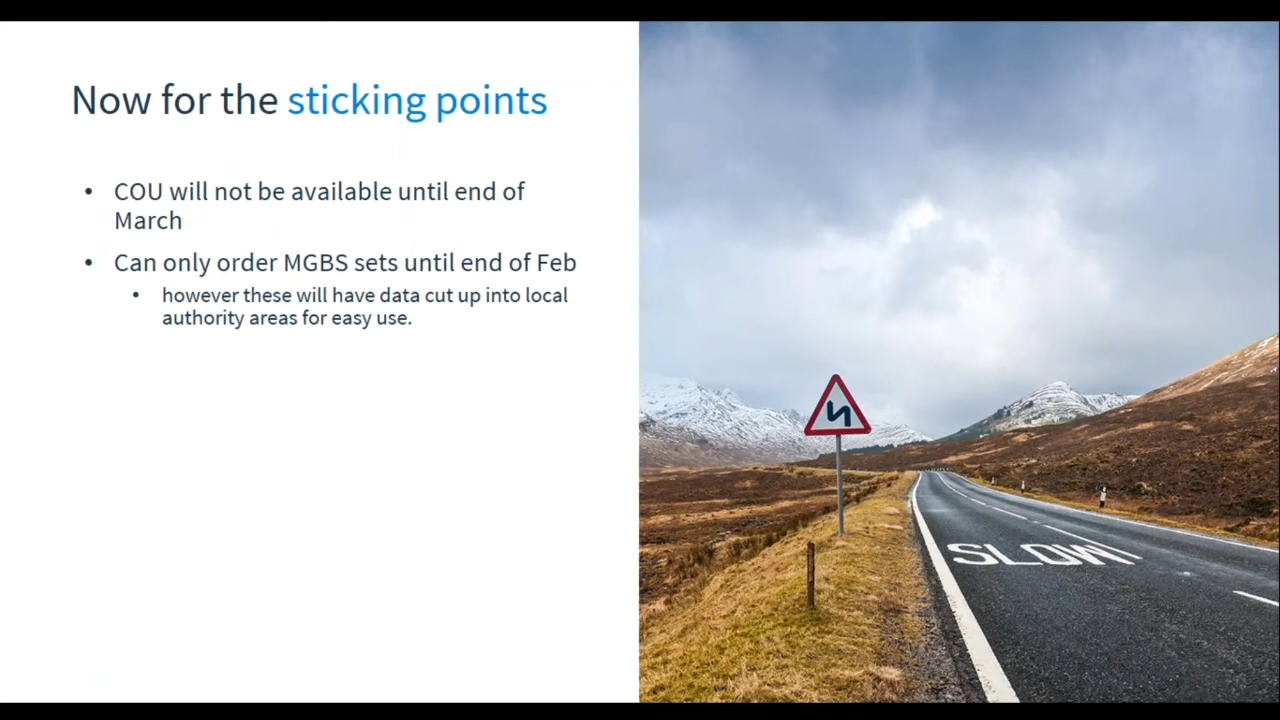 Now for the sticking points
• COU will not be available until end of
March
• Can only order MGBS sets until end of Feb
• however these will have data cut up into local
authority areas for easy use.
SLOW